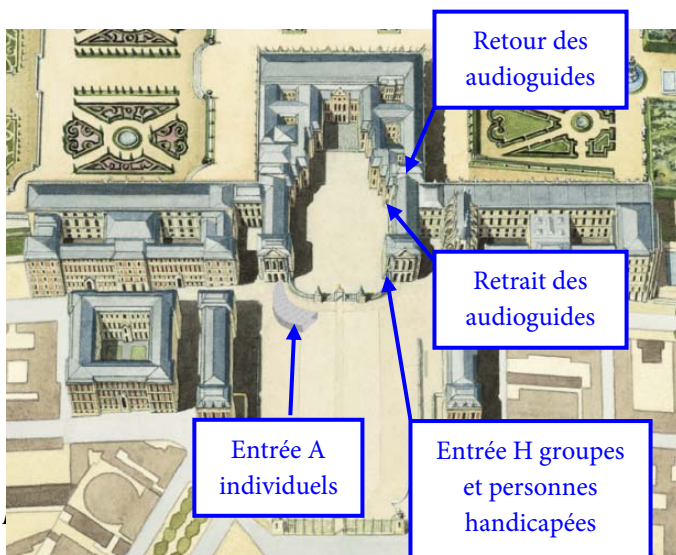 Retour des
audioguides
Retrait des
audioguides
Entrée A
individuels
Entrée H groupes
et personnes
handicapées